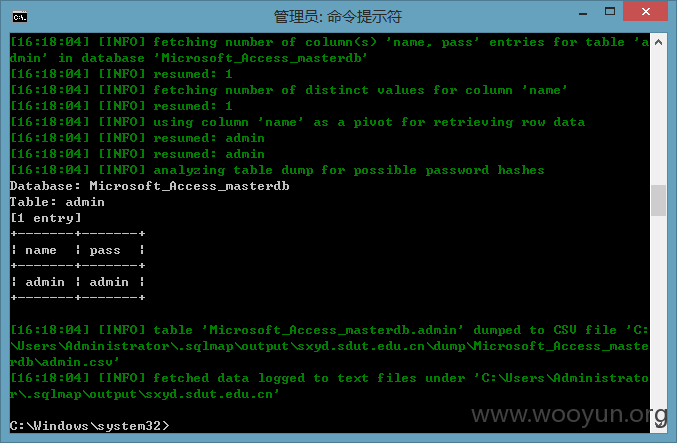 管理员: 命令提示符
[16:18:04] [INFO] fetching number of column(s) 'name, pass' entries for table 'a
dmin' in database 'Microsoft_Access_masterdb'
[16:18:04] [INFO] resumed: 1
[16:18:04] [INFO] fetching number of distinct values for column 'name'
[16:18:04] [INFO] resumed: 1
[16:18:04] [INFO] using column 'name' as a pivot for retrieving row data
[16:18:04] [INFO] resumed: admin
[16:18:04] [INFO] resumed: admin
[16:18:04] [INFO] analyzing table dump for possible password hashes
Database: Microsoft_Access_masterdb
Table: admin
[1 entry]
+-------+-------+
| name  | pass  |
+-------+-------+
| admin | admin |
+-------+-------+
[16:18:04] [INFO] table 'Microsoft_Access_masterdb.admin' dumped to CSV file 'C:
\Users\Administrator\.sqlmap\output\sxyd.sdut.edu.cn\dump\Microsoft_Access_maste
rdb\admin.csv'
[16:18:04] [INFO] fetched data logged to text files under 'C:\Users\Administrato
r\.sqlmap\output\sxyd.sdut.edu.cn'
www.wooyun.org
C:\Windows\system32>